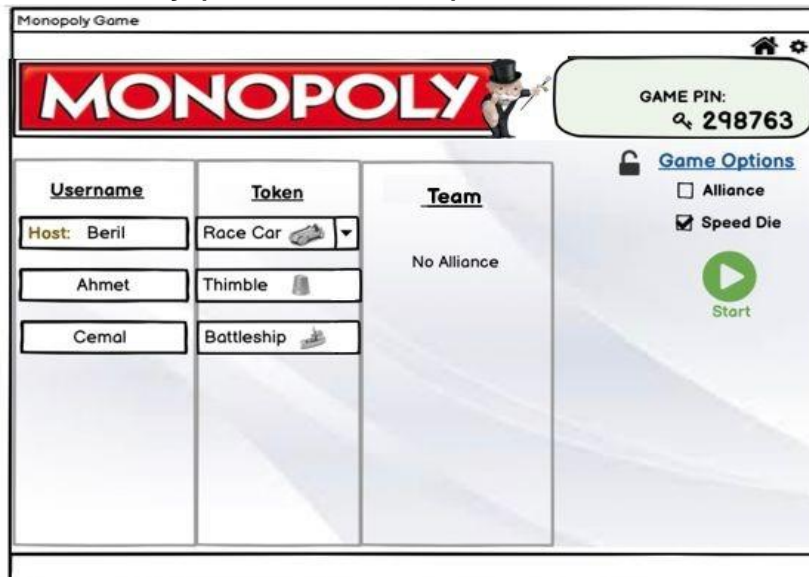 Monopoly Game
MONOPOLY
GAME PIN:
298763
Game Options
Alliance
Speed Die
Start
Username
Host: Beril
Ahmet
Cemal
Token
Race Car
Thimble
Battleship
Team
No Alliance